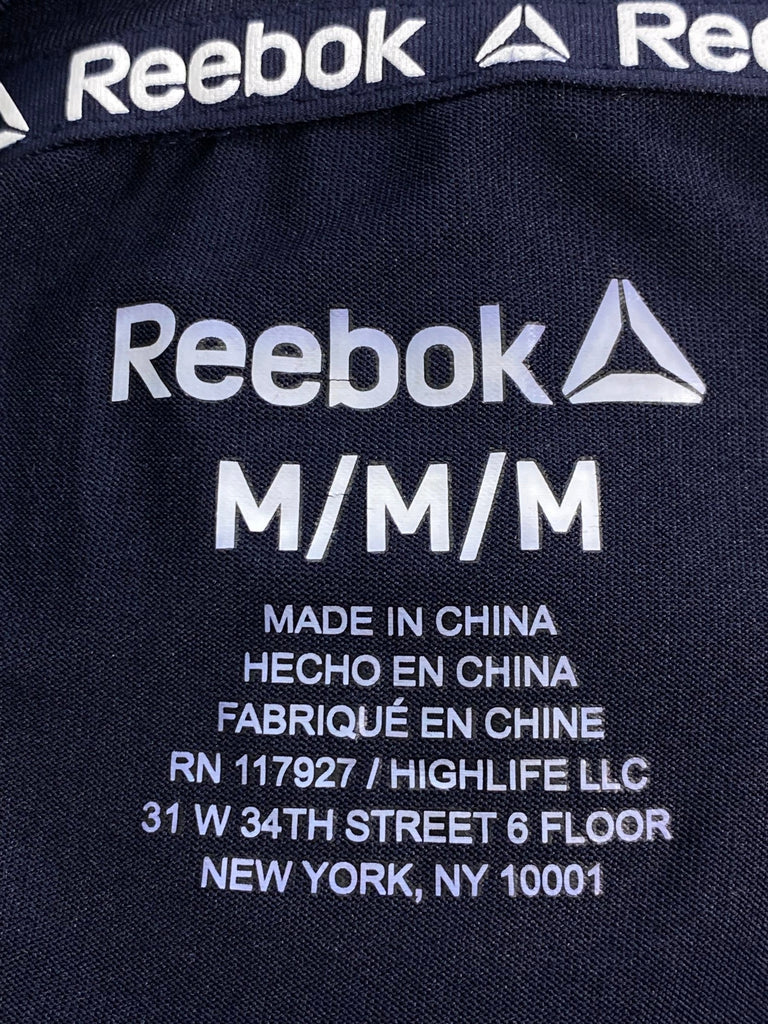 Reebok Ree
Reebok
M/M/M
MADE IN CHINA
HECHO EN CHINA
FABRIQUÉ EN CHINE
RN 117927 / HIGHLIFE LLC
31 W 34TH STREET 6 FLOOR
NEW YORK, NY 10001